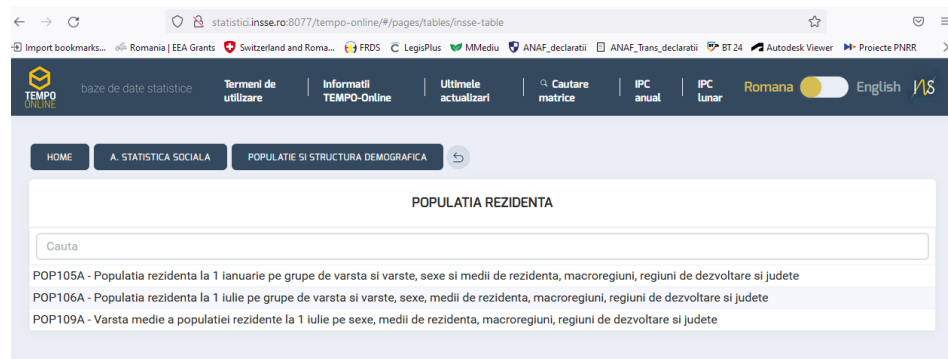 statistici.insse.ro:8077/tempo-online/#/pages/tables/insse-table
Import bookmarks... Romania | EEA Grants Switzerland and Roma... FRDS LegisPlus MMediu ANAF_declaratii ANAF_Trans_declaratii BT 24 Autodesk Viewer Proiecte PNRR
TEMPO ONLINE baze de date statistice Termeni de utilizare Informatii TEMPO-Online Ultimele actualizari Cautare matrice IPC anual IPC lunar Romana English
HOME A. STATISTICA SOCIALA POPULATIE SI STRUCTURA DEMOGRAFICA
POPULATIA REZIDENTA
Cauta
POP105A - Populatia rezidenta la 1 ianuarie pe grupe de varsta si varste, sexe si medii de rezidenta, macroregiuni, regiuni de dezvoltare si judete
POP106A - Populatia rezidenta la 1 iulie pe grupe de varsta si varste, sexe, medii de rezidenta, macroregiuni, regiuni de dezvoltare si judete
POP109A - Varsta medie a populatiei rezidente la 1 iulie pe sexe, medii de rezidenta, macroregiuni, regiuni de dezvoltare si judete